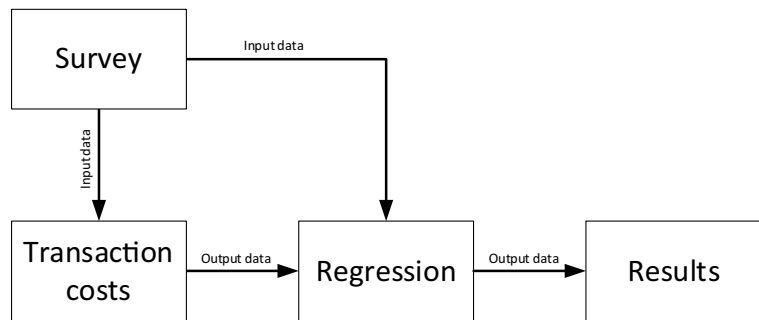 Survey
Input data
Input data
Transaction
costs
Output data
Regression
Output data
Results